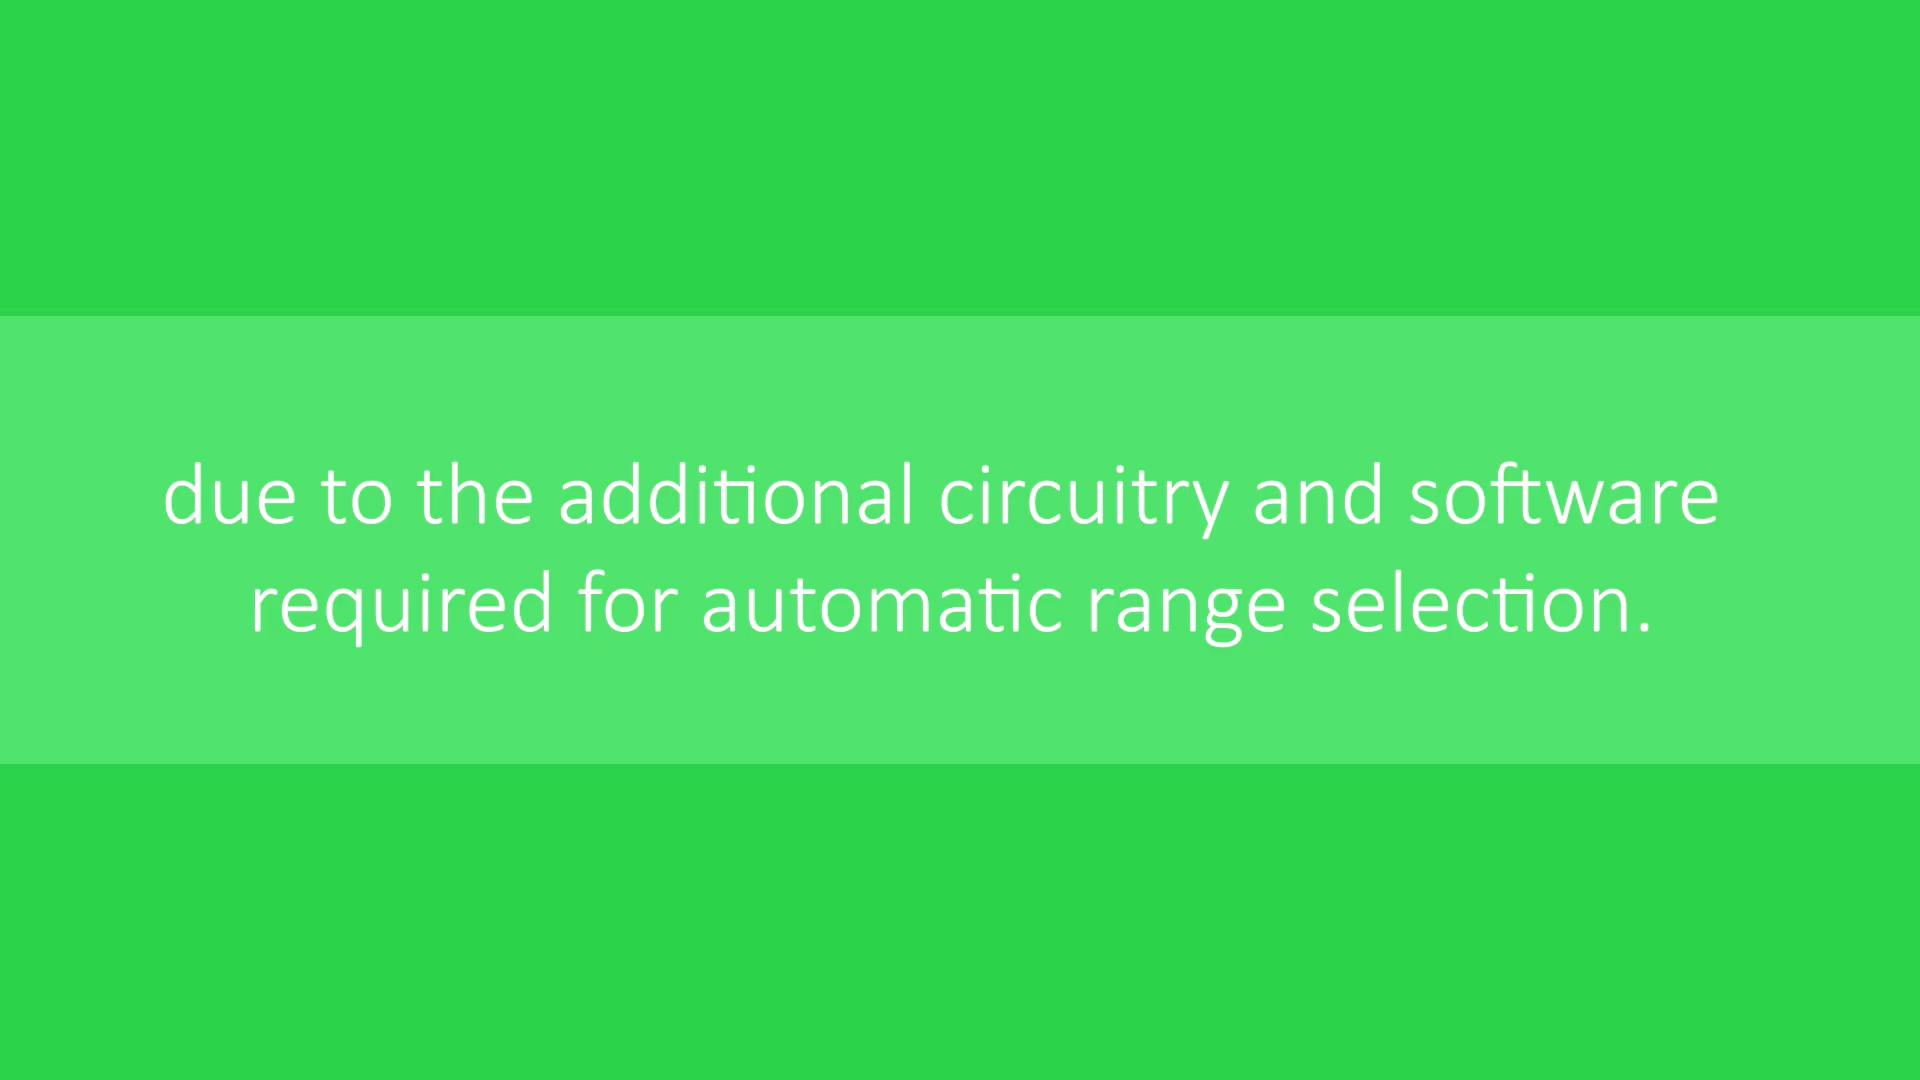 due to the additional circuitry and software
required for automatic range selection.